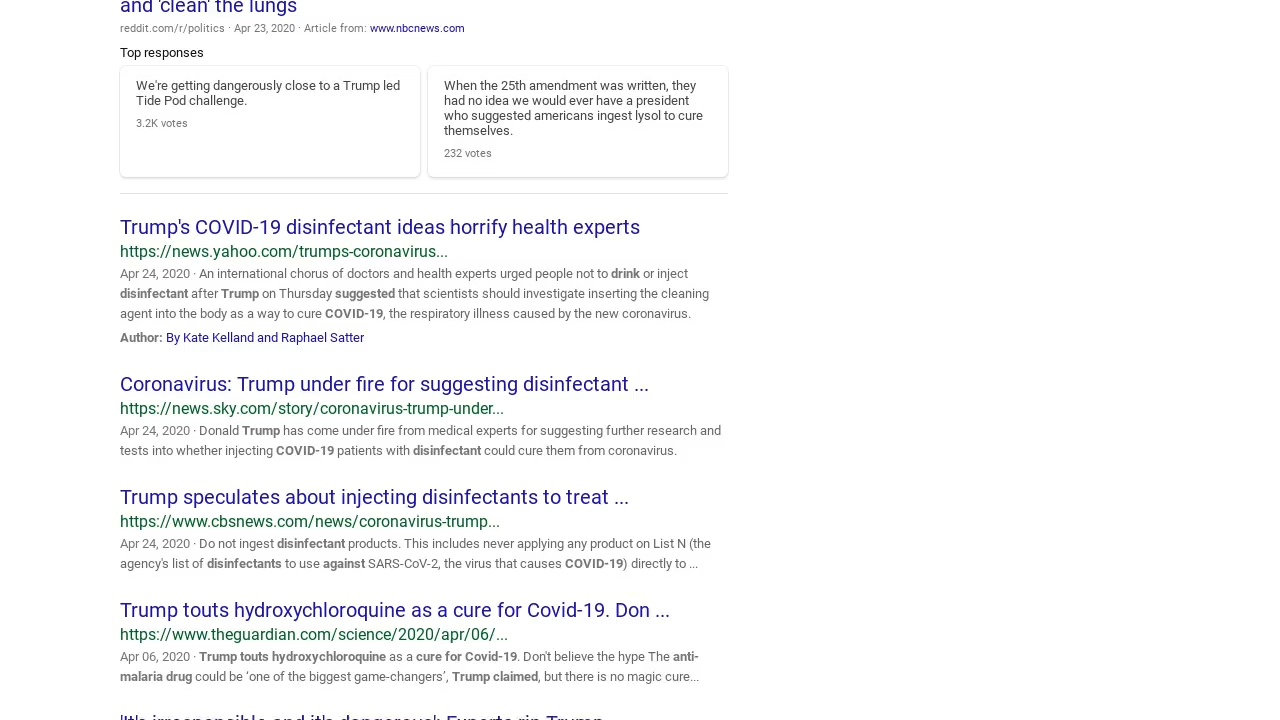 and 'clean' the lungs
reddit.com/r/politics · Apr 23, 2020 · Article from: www.nbcnews.com
Top responses
We're getting dangerously close to a Trump led
Tide Pod challenge.
3.2K votes
When the 25th amendment was written, they
had no idea we would ever have a president
who suggested americans ingest lysol to cure
themselves.
232 votes
Trump's COVID-19 disinfectant ideas horrify health experts
https://news.yahoo.com/trumps-coronavirus...
Apr 24, 2020 · An international chorus of doctors and health experts urged people not to drink or inject
disinfectant after Trump on Thursday suggested that scientists should investigate inserting the cleaning
agent into the body as a way to cure COVID-19, the respiratory illness caused by the new coronavirus.
Author: By Kate Kelland and Raphael Satter
Coronavirus: Trump under fire for suggesting disinfectant ...
https://news.sky.com/story/coronavirus-trump-under...
Apr 24, 2020 · Donald Trump has come under fire from medical experts for suggesting further research and
tests into whether injecting COVID-19 patients with disinfectant could cure them from coronavirus.
Trump speculates about injecting disinfectants to treat ...
https://www.cbsnews.com/news/coronavirus-trump...
Apr 24, 2020 · Do not ingest disinfectant products. This includes never applying any product on List N (the
agency's list of disinfectants to use against SARS-CoV-2, the virus that causes COVID-19) directly to ...
Trump touts hydroxychloroquine as a cure for Covid-19. Don ...
https://www.theguardian.com/science/2020/apr/06/...
Apr 06, 2020 · Trump touts hydroxychloroquine as a cure for Covid-19. Don't believe the hype The anti-
malaria drug could be ‘one of the biggest game-changers’, Trump claimed, but there is no magic cure...
'It's irresponsible and it's dangerous': Experts rip Trump